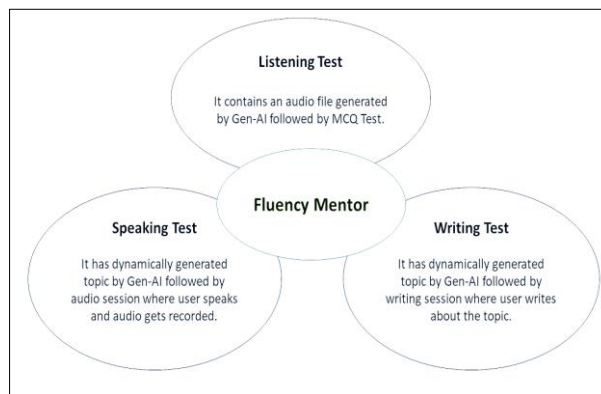 Listening Test
It contains an audio file generated
by Gen-AI followed by MCQ Test.
Fluency Mentor
Speaking Test
It has dynamically generated
topic by Gen-AI followed by
audio session where user speaks
and audio gets recorded.
Writing Test
It has dynamically generated
topic by Gen-AI followed by
writing session where user writes
about the topic.